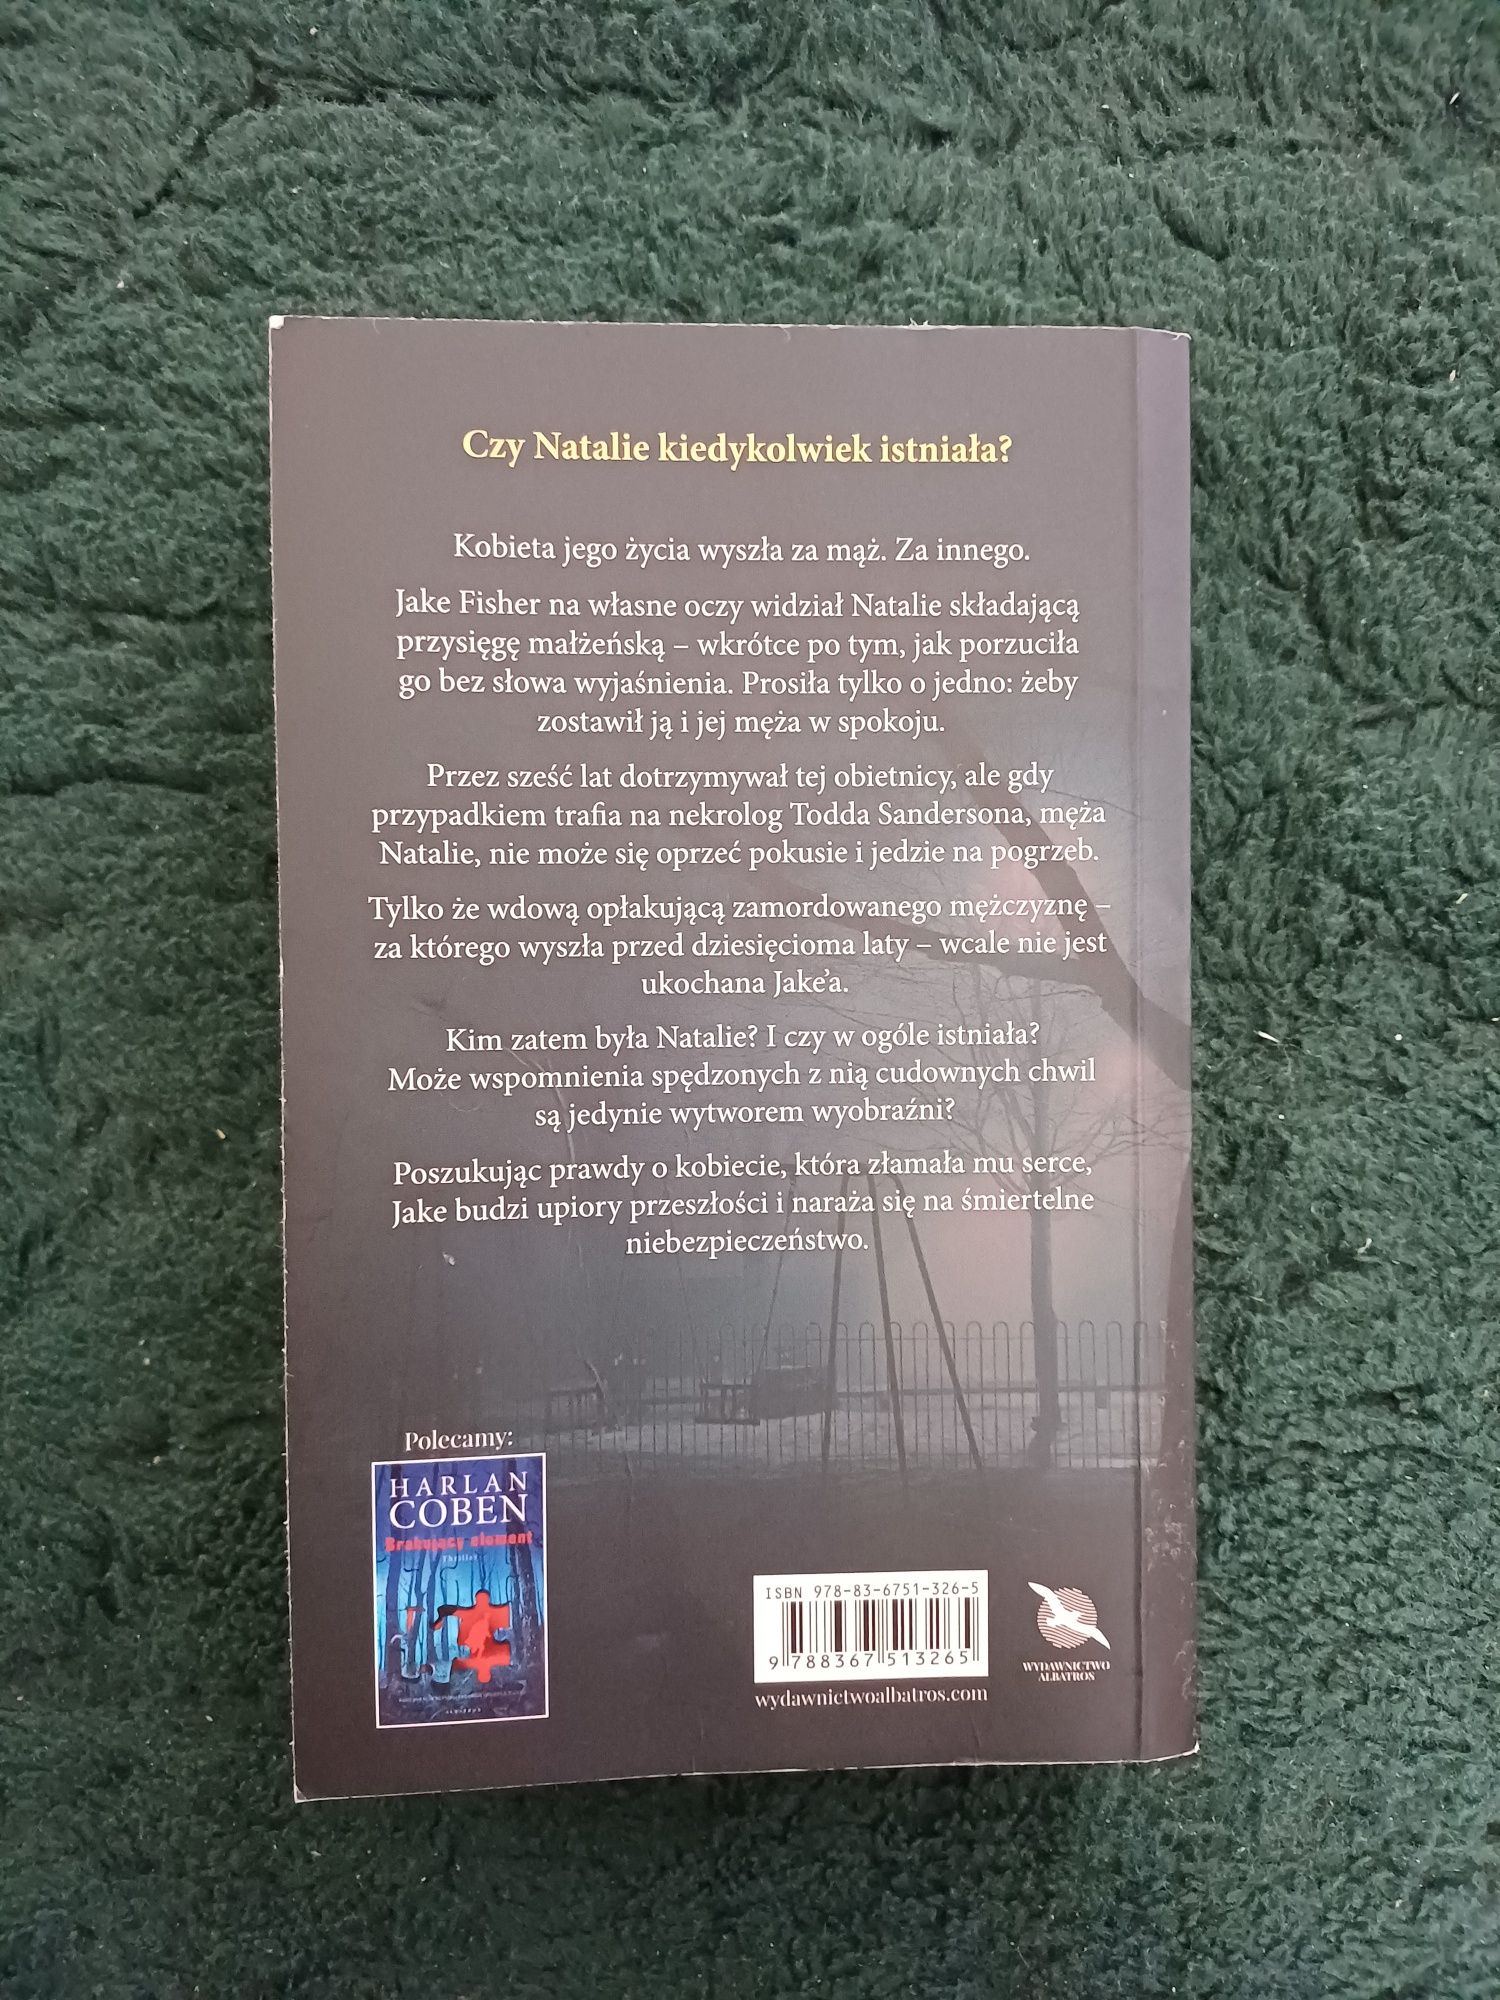 Czy Natalie kiedykolwiek istniała?
Kobieta jego życia wyszła za mąż. Za innego.
Jake Fisher na własne oczy widział Natalie składającą
przysięgę małżeńską – wkrótce po tym, jak porzuciła
go bez słowa wyjaśnienia. Prosiła tylko o jedno: żeby
zostawił ją i jej męża w spokoju.
Przez sześć lat dotrzymywał tej obietnicy, ale gdy
przypadkiem trafia na nekrolog Todda Sandersona, męża
Natalie, nie może się oprzeć pokusie i jedzie na pogrzeb.
Tylko że wdową opłakującą zamordowanego mężczyznę –
za którego wyszła przed dziesięcioma laty – wcale nie jest
ukochana Jake’a.
Kim zatem była Natalie? I czy w ogóle istniała?
Może wspomnienia spędzonych z nią cudownych chwil
są jedynie wytworem wyobraźni?
Poszukując prawdy o kobiecie, która złamała mu serce,
Jake budzi upiory przeszłości i naraża się na śmiertelne
niebezpieczeństwo.
Polecamy:
HARLAN
COBEN
Brakujący element
Thriller
ALBATROS
ISBN 978-83-6751-326-5
9 788367 513265
wydawnictwoalbatros.com
WYDAWNICTWO
ALBATROS